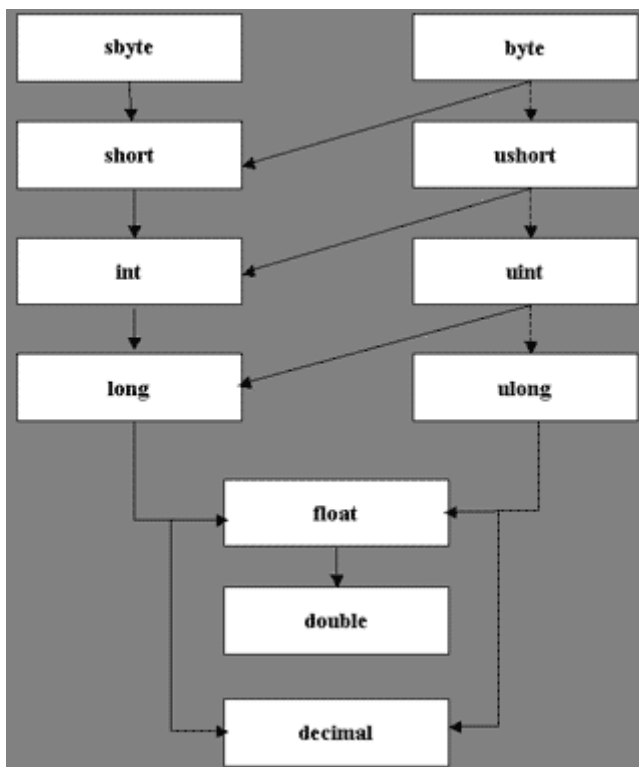 sbyte
byte
short
ushort
int
uint
long
ulong
float
double
decimal